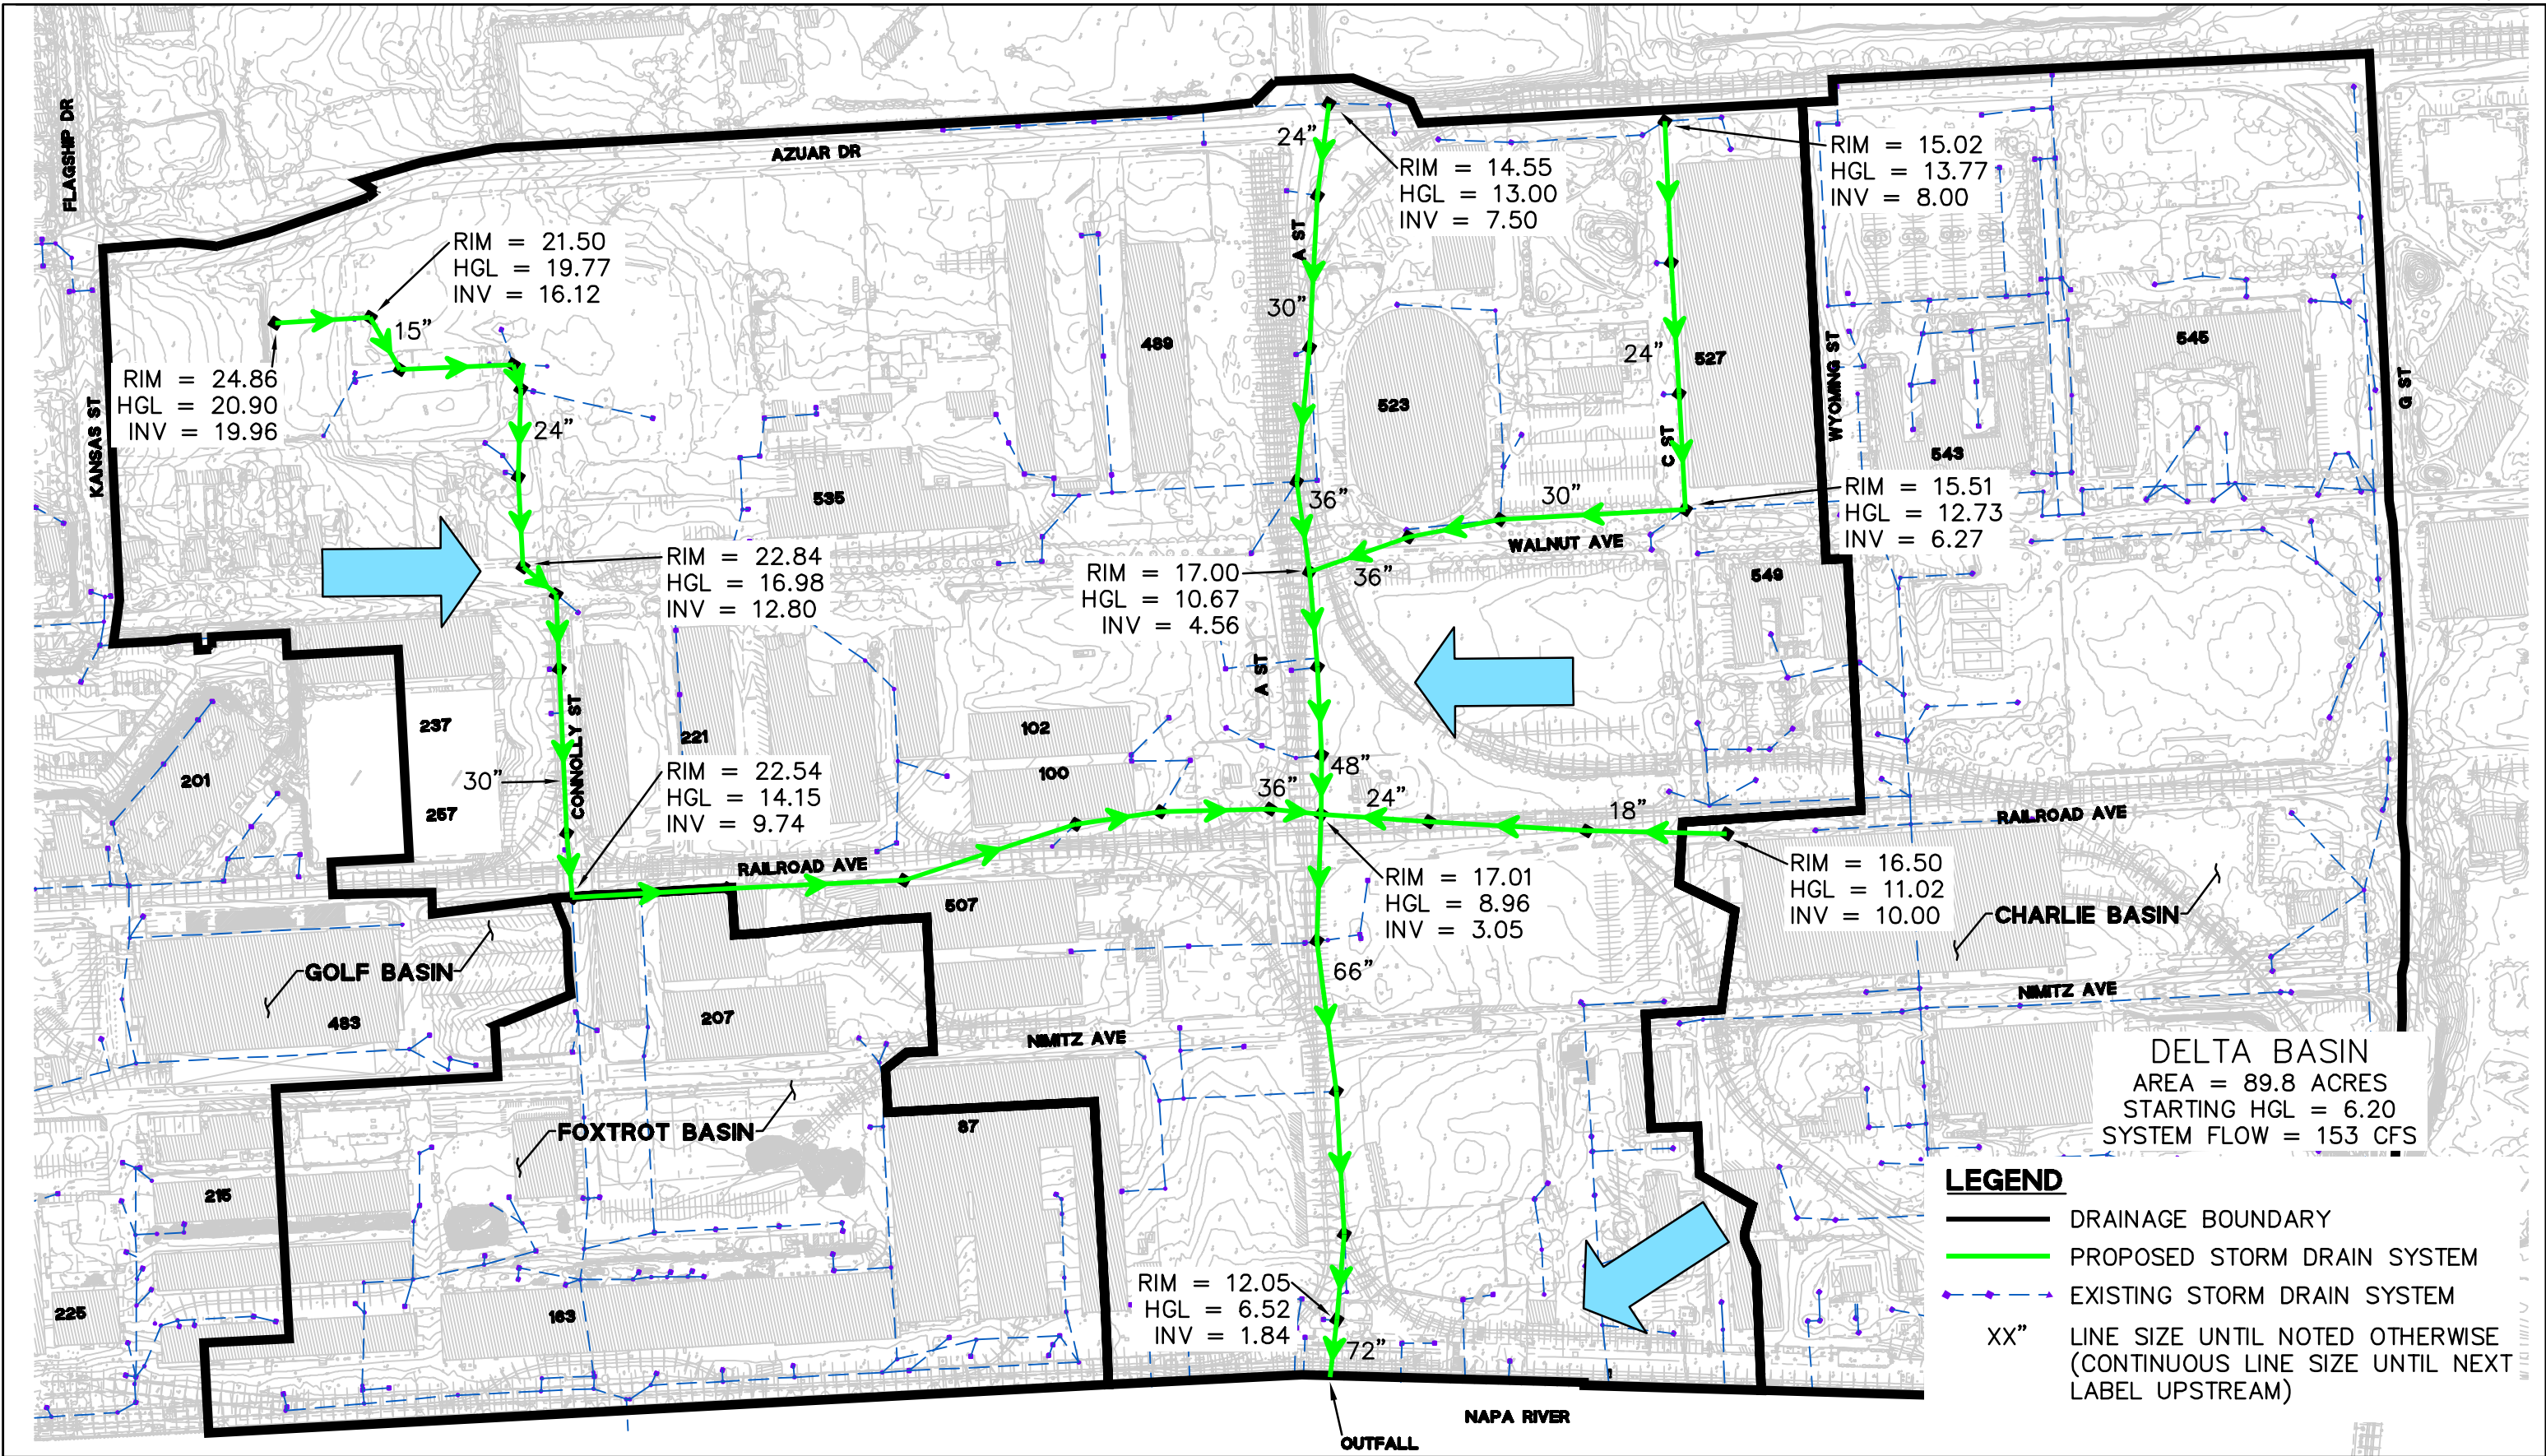 FLAGSHIP DR
AZUAR DR
24"
RIM = 14.55
HGL = 13.00
INV = 7.50
RIM = 15.02
HGL = 13.77
INV = 8.00
RIM = 21.50
HGL = 19.77
INV = 16.12
A ST
30"
15"
489
24"
527
WYOMING ST
545
G ST
RIM = 24.86
HGL = 20.90
INV = 19.96
KANSAS ST
24"
523
C ST
543
535
36"
30"
RIM = 15.51
HGL = 12.73
INV = 6.27
WALNUT AVE
RIM = 22.84
HGL = 16.98
INV = 12.80
RIM = 17.00
HGL = 10.67
INV = 4.56
36"
549
A ST
237
CONNOLLY ST
221
102
201
30"
257
RIM = 22.54
HGL = 14.15
INV = 9.74
100
36"
48"
24"
18"
RAILROAD AVE
RAILROAD AVE
RIM = 17.01
HGL = 8.96
INV = 3.05
RIM = 16.50
HGL = 11.02
INV = 10.00
CHARLIE BASIN
507
GOLF BASIN
66"
483
207
NIMITZ AVE
NIMITZ AVE
DELTA BASIN
AREA = 89.8 ACRES
STARTING HGL = 6.20
SYSTEM FLOW = 153 CFS
FOXTROT BASIN
87
215
225
163
RIM = 12.05
HGL = 6.52
INV = 1.84
72"
LEGEND
DRAINAGE BOUNDARY
PROPOSED STORM DRAIN SYSTEM
EXISTING STORM DRAIN SYSTEM
XX" LINE SIZE UNTIL NOTED OTHERWISE
(CONTINUOUS LINE SIZE UNTIL NEXT
LABEL UPSTREAM)
NAPA RIVER
OUTFALL